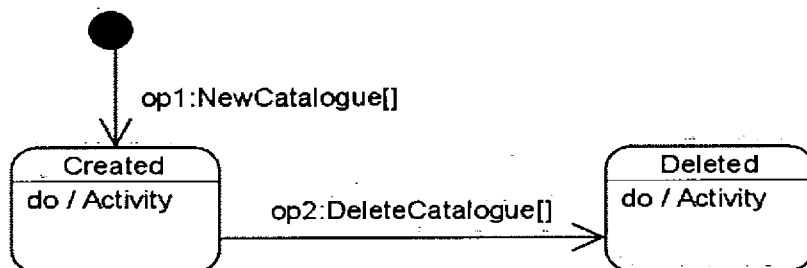 op1:NewCatalogue[]
Created
do / Activity
op2:DeleteCatalogue[]
Deleted
do / Activity